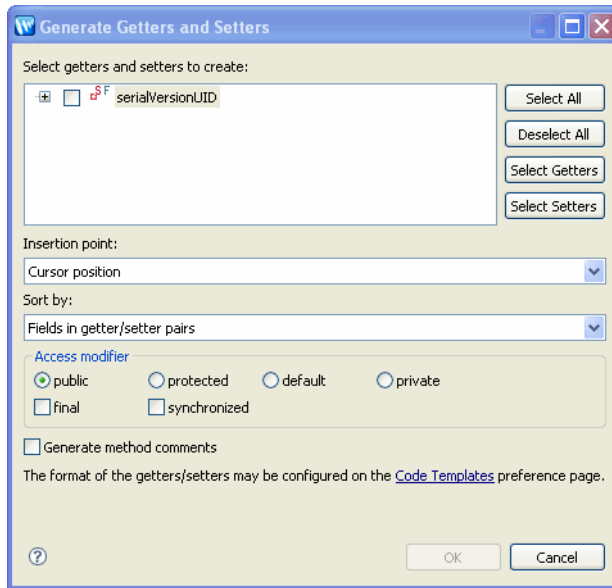 Generate Getters and Setters
Select getters and setters to create:
S F serialVersionUID
Select All
Deselect All
Select Getters
Select Setters
Insertion point:
Cursor position
Sort by:
Fields in getter/setter pairs
Access modifier
public protected default private
final synchronized
Generate method comments
The format of the getters/setters may be configured on the Code Templates preference page.
? OK Cancel